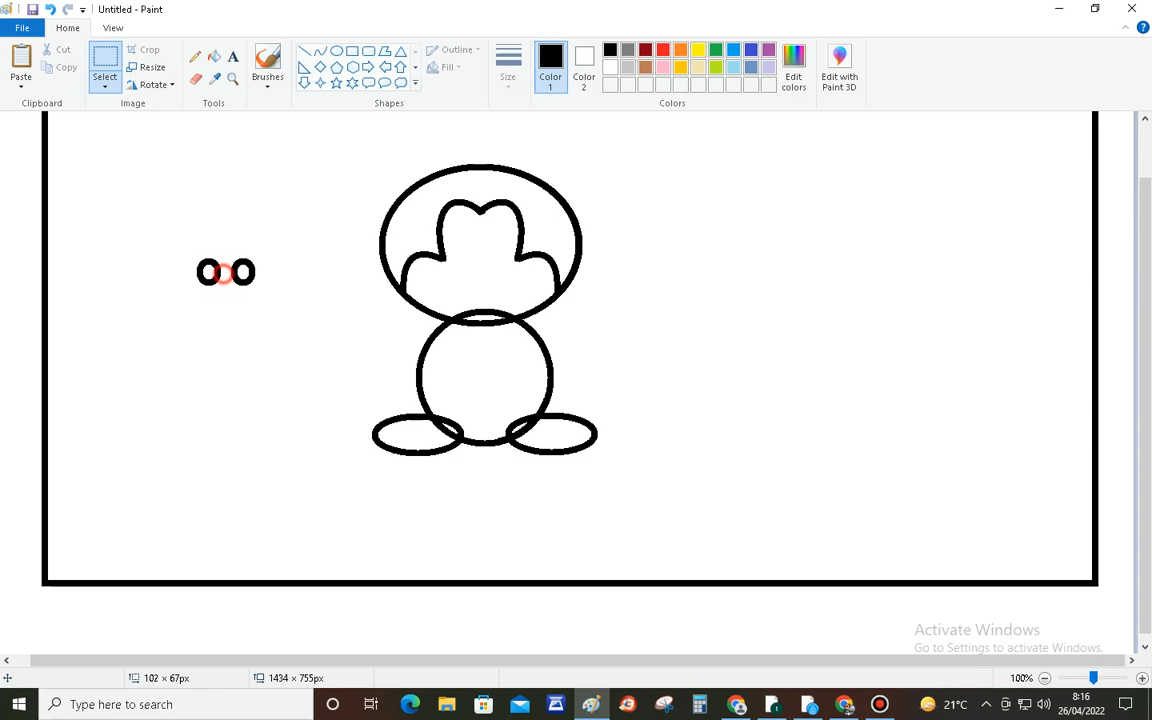 Untitled - Paint
File Home View
Paste Cut Copy Clipboard
Select Crop Resize Rotate Image
Tools
Brushes
Shapes Outline Fill
Size
Color 1 Color 2 Edit colors Colors
Edit with Paint 3D
Activate Windows
Go to Settings to activate Windows.
102 × 67px 1434 × 755px 100%
Type here to search 21°C 8:16
26/04/2022